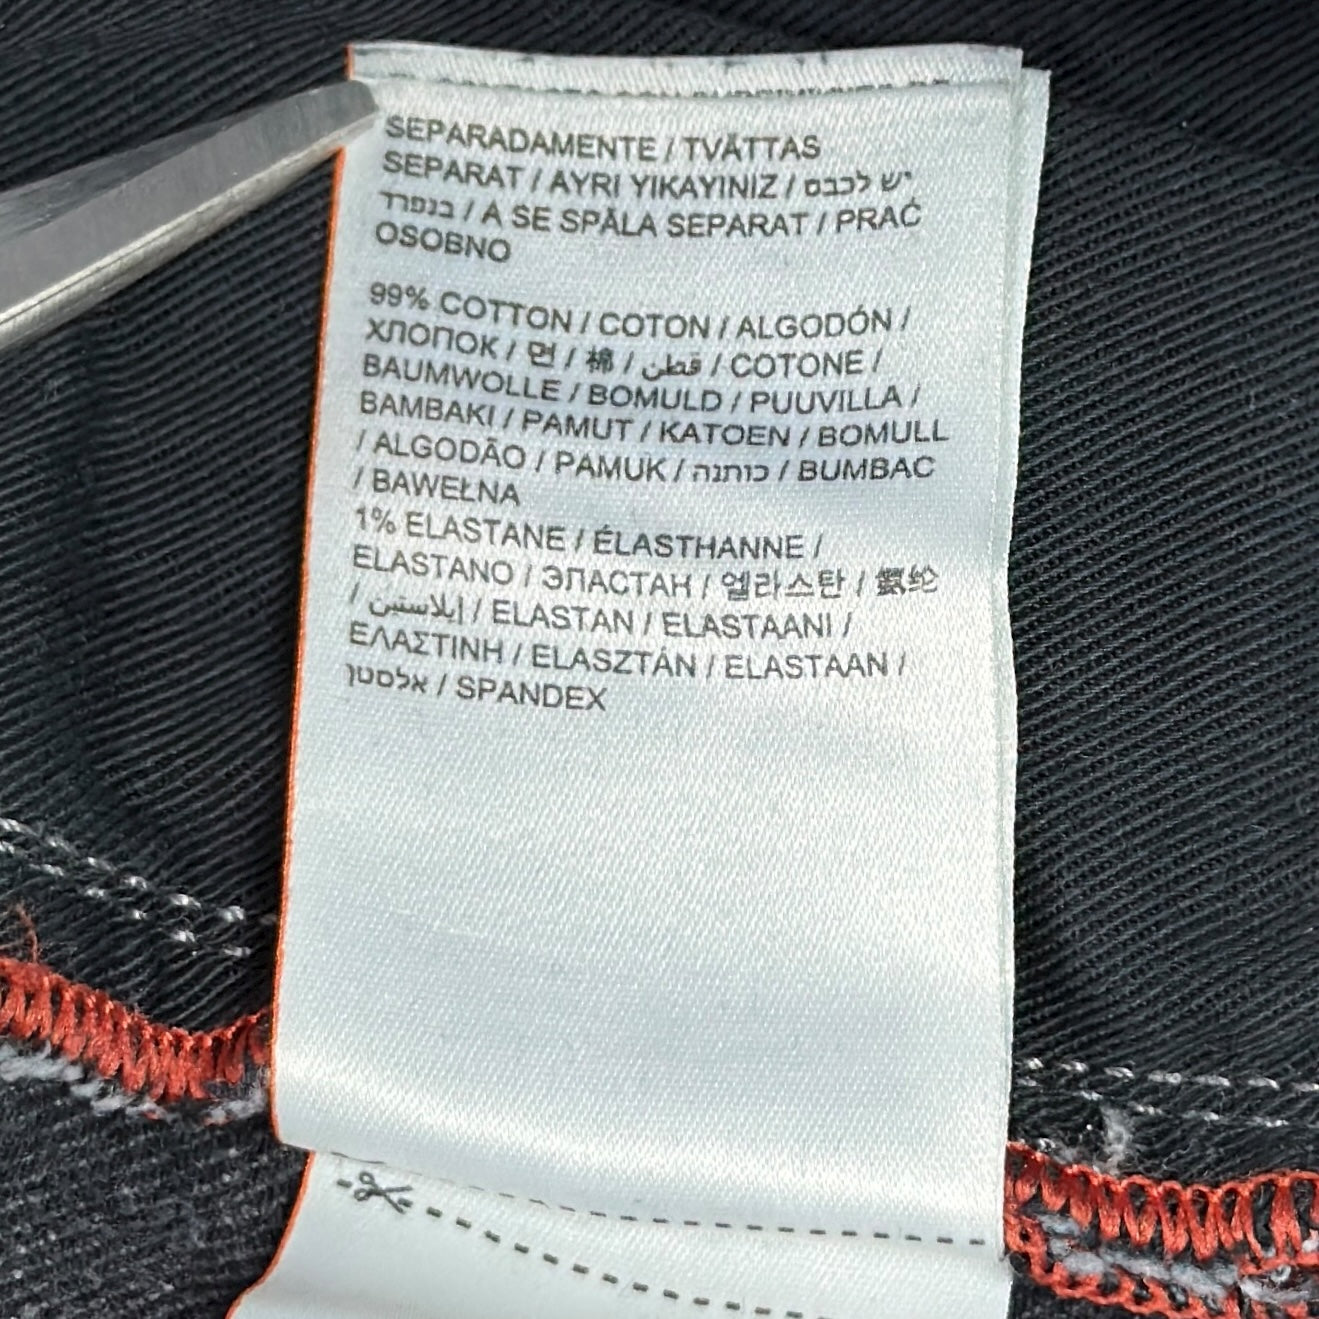 SEPARADAMENTE / TVÄTTAS
SEPARAT / AYRI YIKAYINIZ / יש לכבס
בנפרד / A SE SPĂLA SEPARAT / PRAĆ
OSOBNO
99% COTTON / COTON / ALGODÓN /
ХЛОПОК / 면 / 棉 / قطن / COTONE /
BAUMWOLLE / BOMULD / PUUVILLA /
BAMBAKI / PAMUT / KATOEN / BOMULL
/ ALGODÃO / PAMUK / כותנה / BUMBAC
/ BAWEŁNA
1% ELASTANE / ÉLASTHANNE /
ELASTANO / ЭЛАСТАН / 엘라스탄 / 氨纶
/ إيلاستين / ELASTAN / ELASTAANI /
ΕΛΑΣΤΙΝΗ / ELASZTÁN / ELASTAAN /
אלסטן / SPANDEX